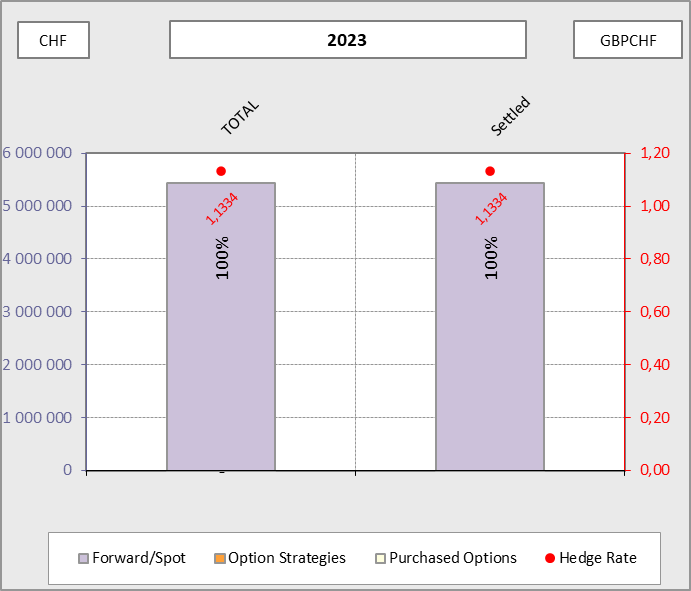 CHF
2023
GBPCHF
TOTAL
Settled
6 000 000
5 000 000
4 000 000
3 000 000
2 000 000
1 000 000
0
1,20
1,00
0,80
0,60
0,40
0,20
0,00
1,1334
100%
1,1334
100%
-
Forward/Spot
Option Strategies
Purchased Options
Hedge Rate